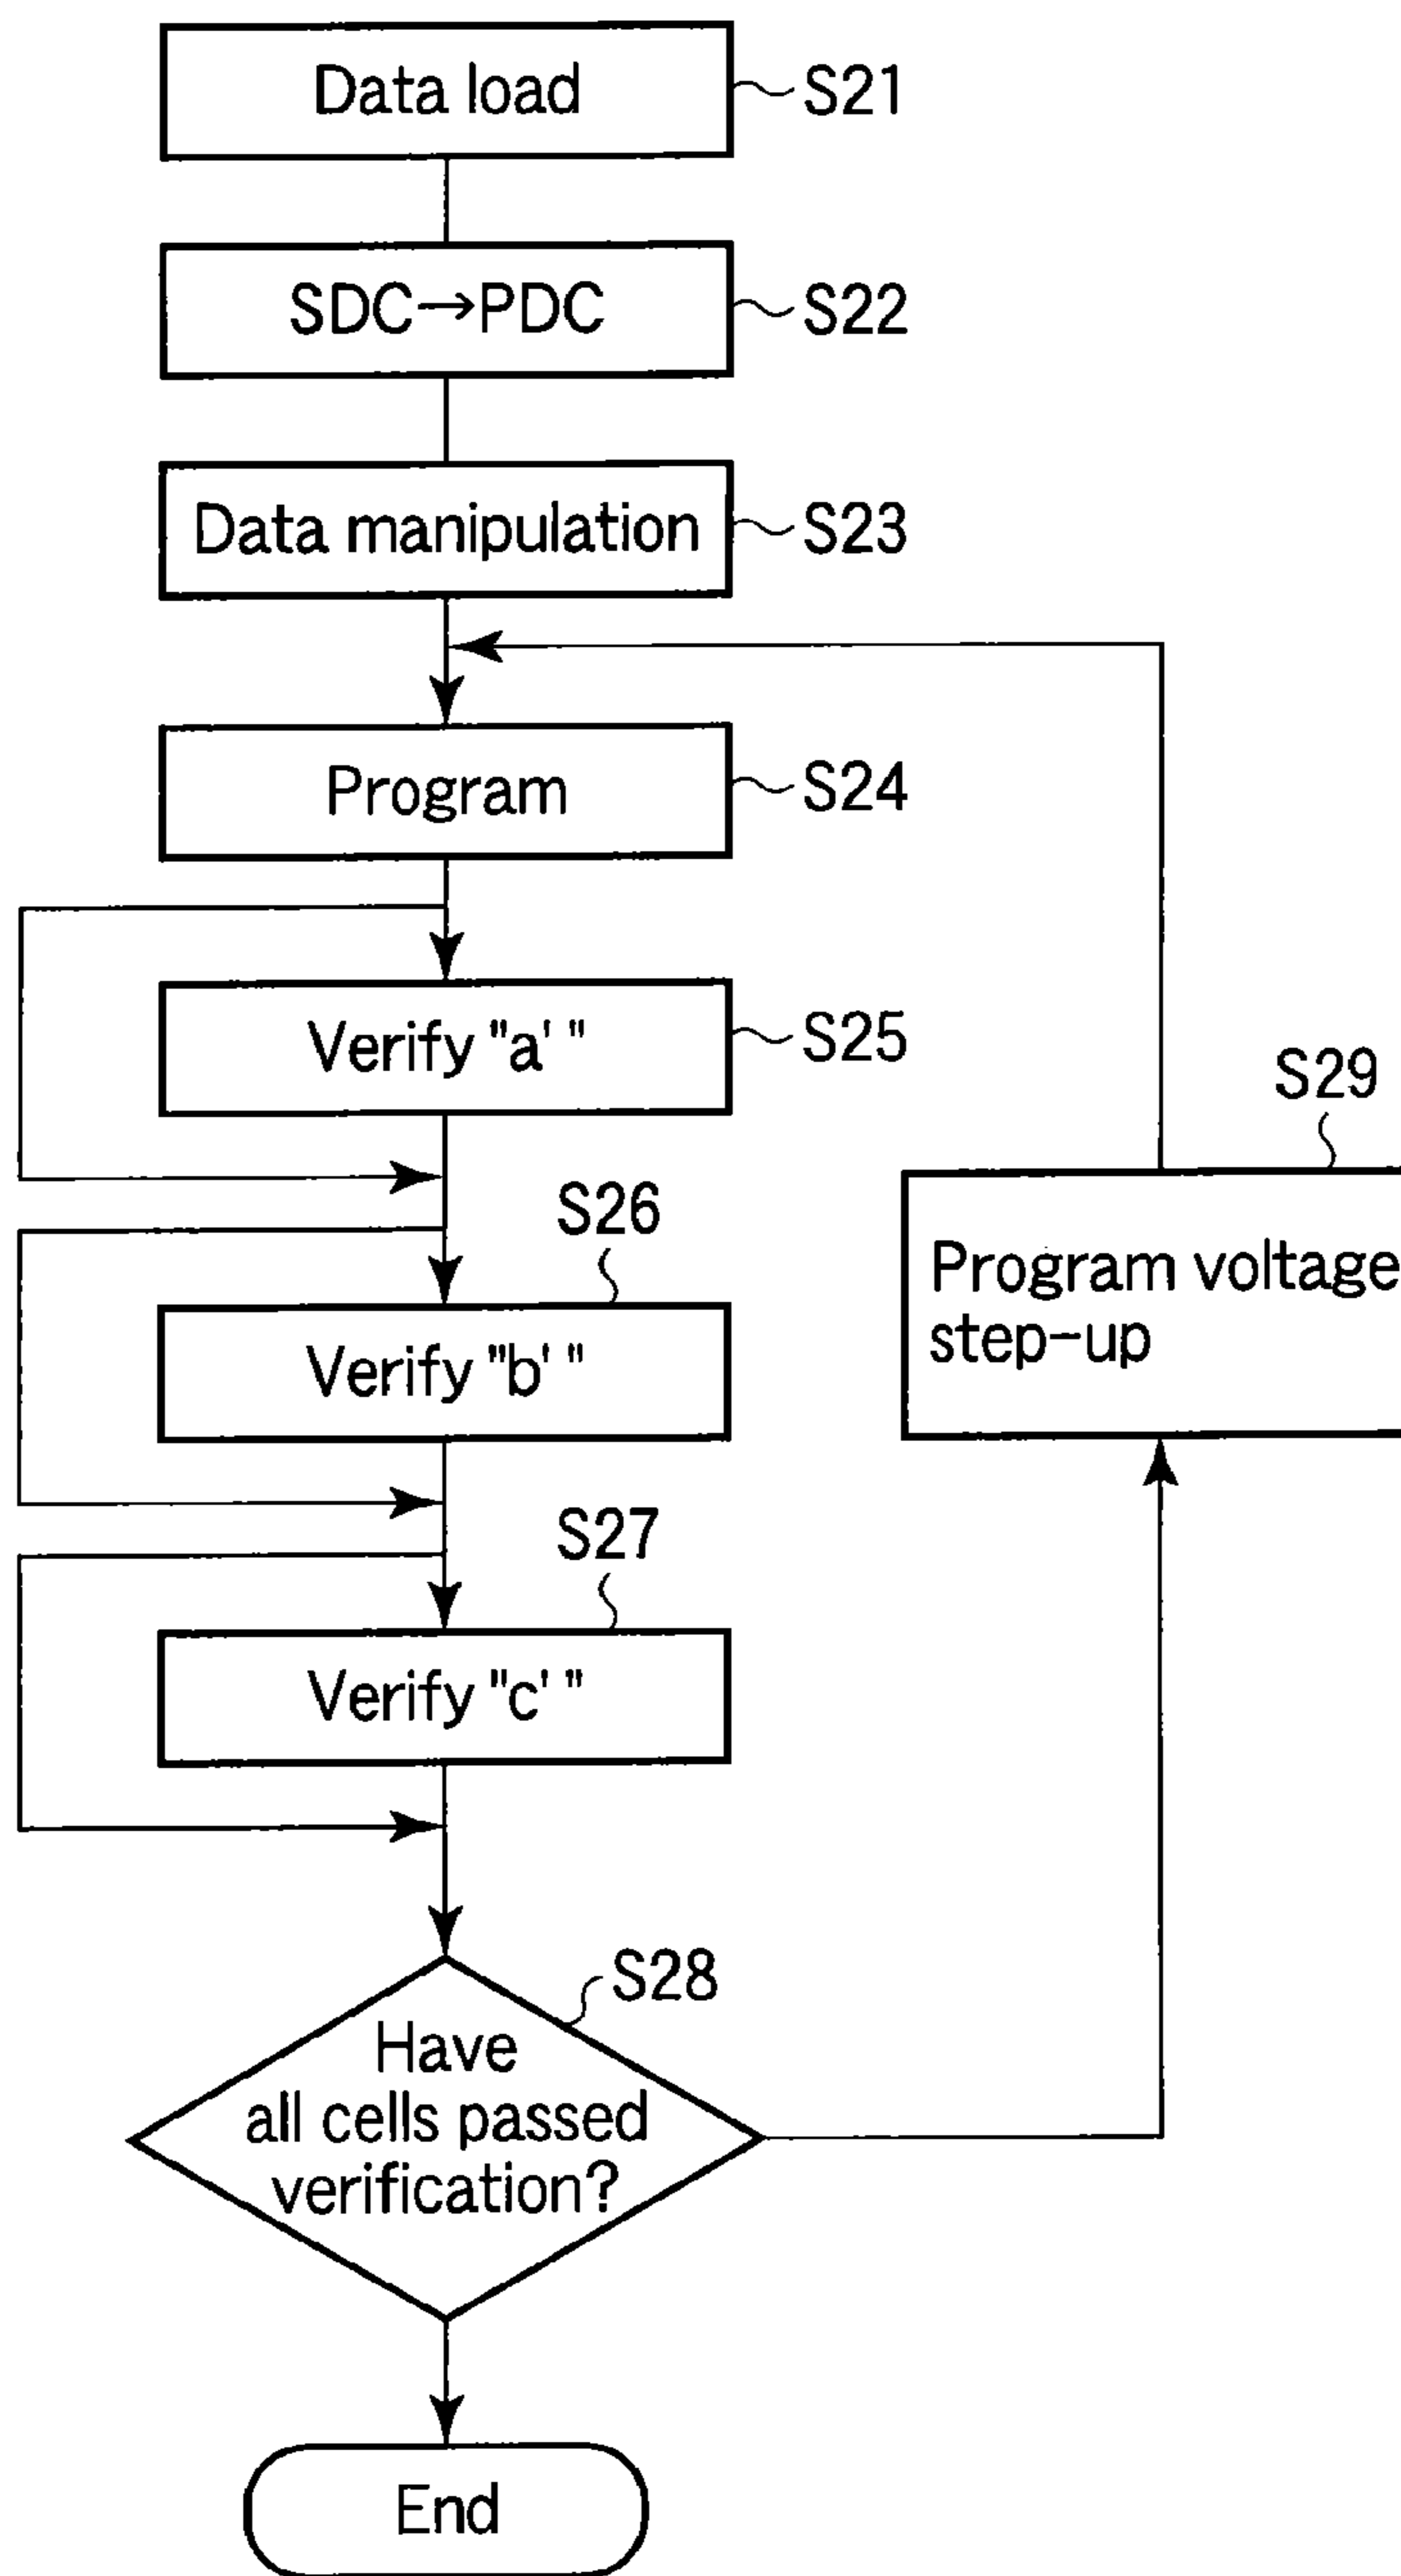 Data load
S21
SDC→PDC
S22
Data manipulation
S23
Program
S24
Verify "a' "
S25
S29
Program voltage
step-up
S26
Verify "b' "
S27
Verify "c' "
S28
Have
all cells passed
verification?
End